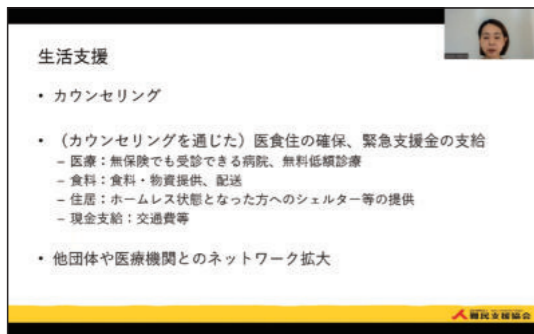 生活支援
• カウンセリング
• （カウンセリングを通じた）医食住の確保、緊急支援金の支給
– 医療：無保険でも受診できる病院、無料低額診療
– 食料：食料・物資提供、配送
– 住居：ホームレス状態となった方へのシェルター等の提供
– 現金支給：交通費等
• 他団体や医療機関とのネットワーク拡大
難民支援協会